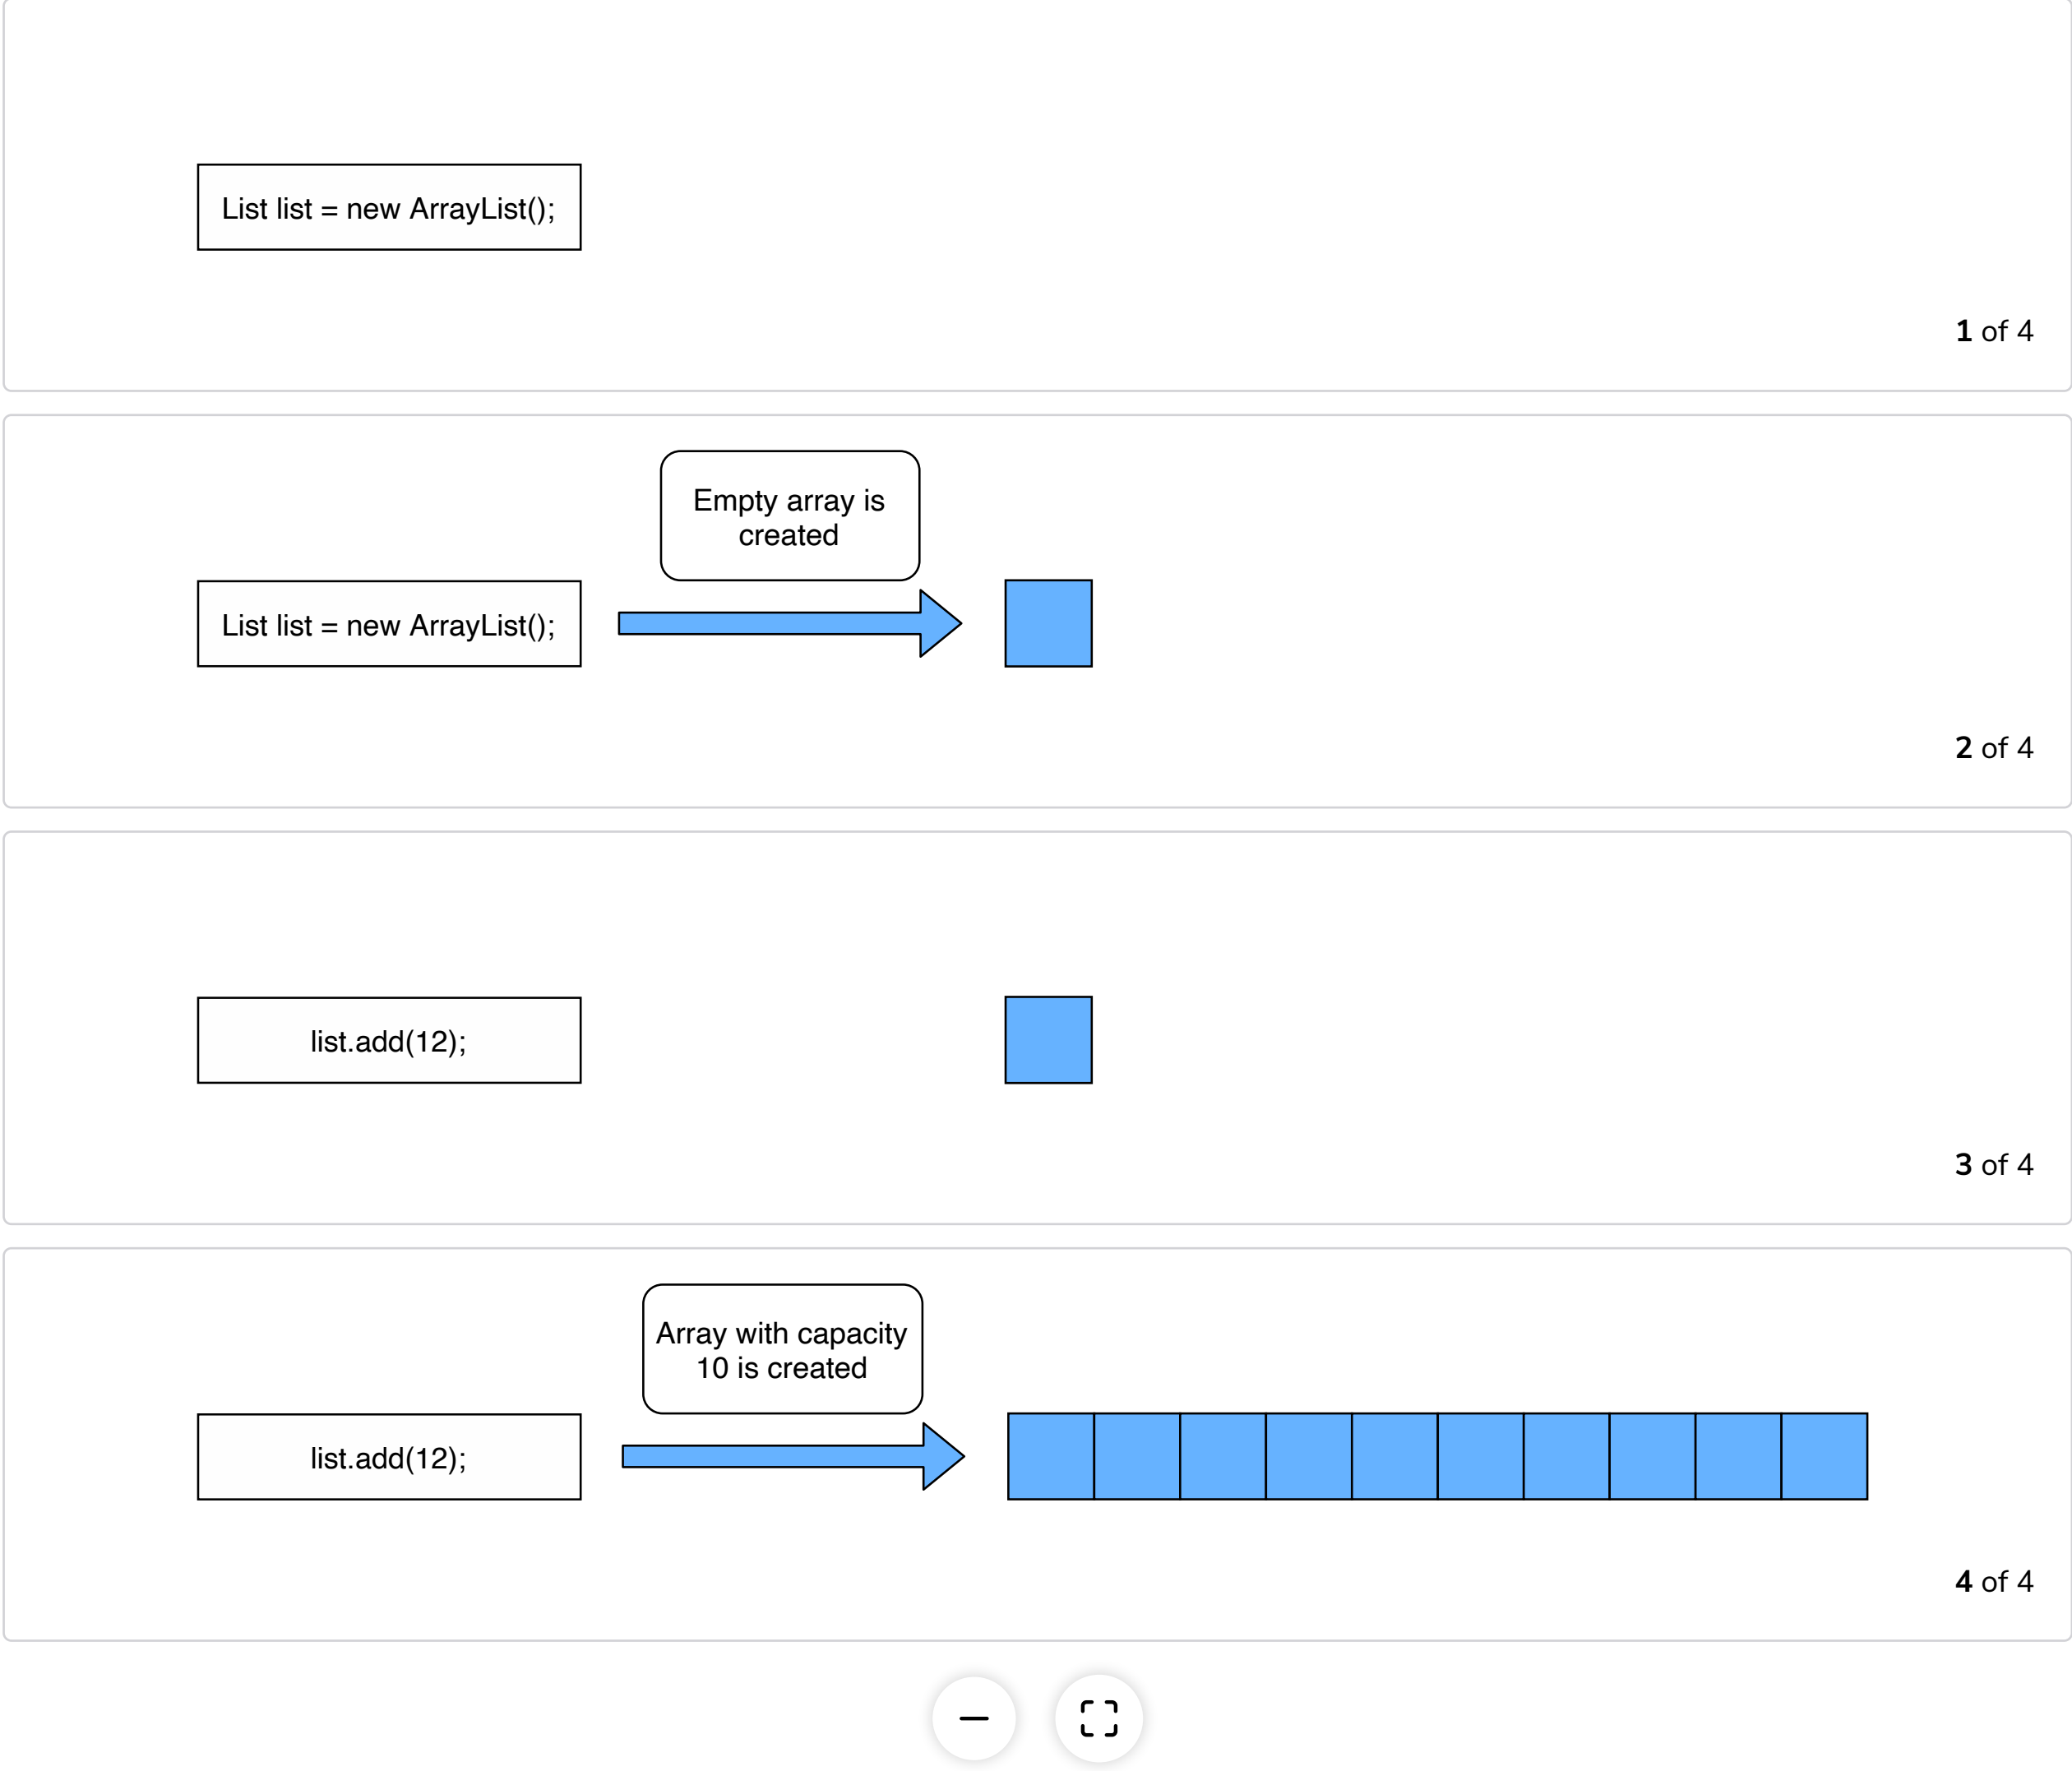 List list = new ArrayList();
1 of 4
Empty array is
created
List list = new ArrayList();
2 of 4
list.add(12);
3 of 4
Array with capacity
10 is created
list.add(12);
4 of 4